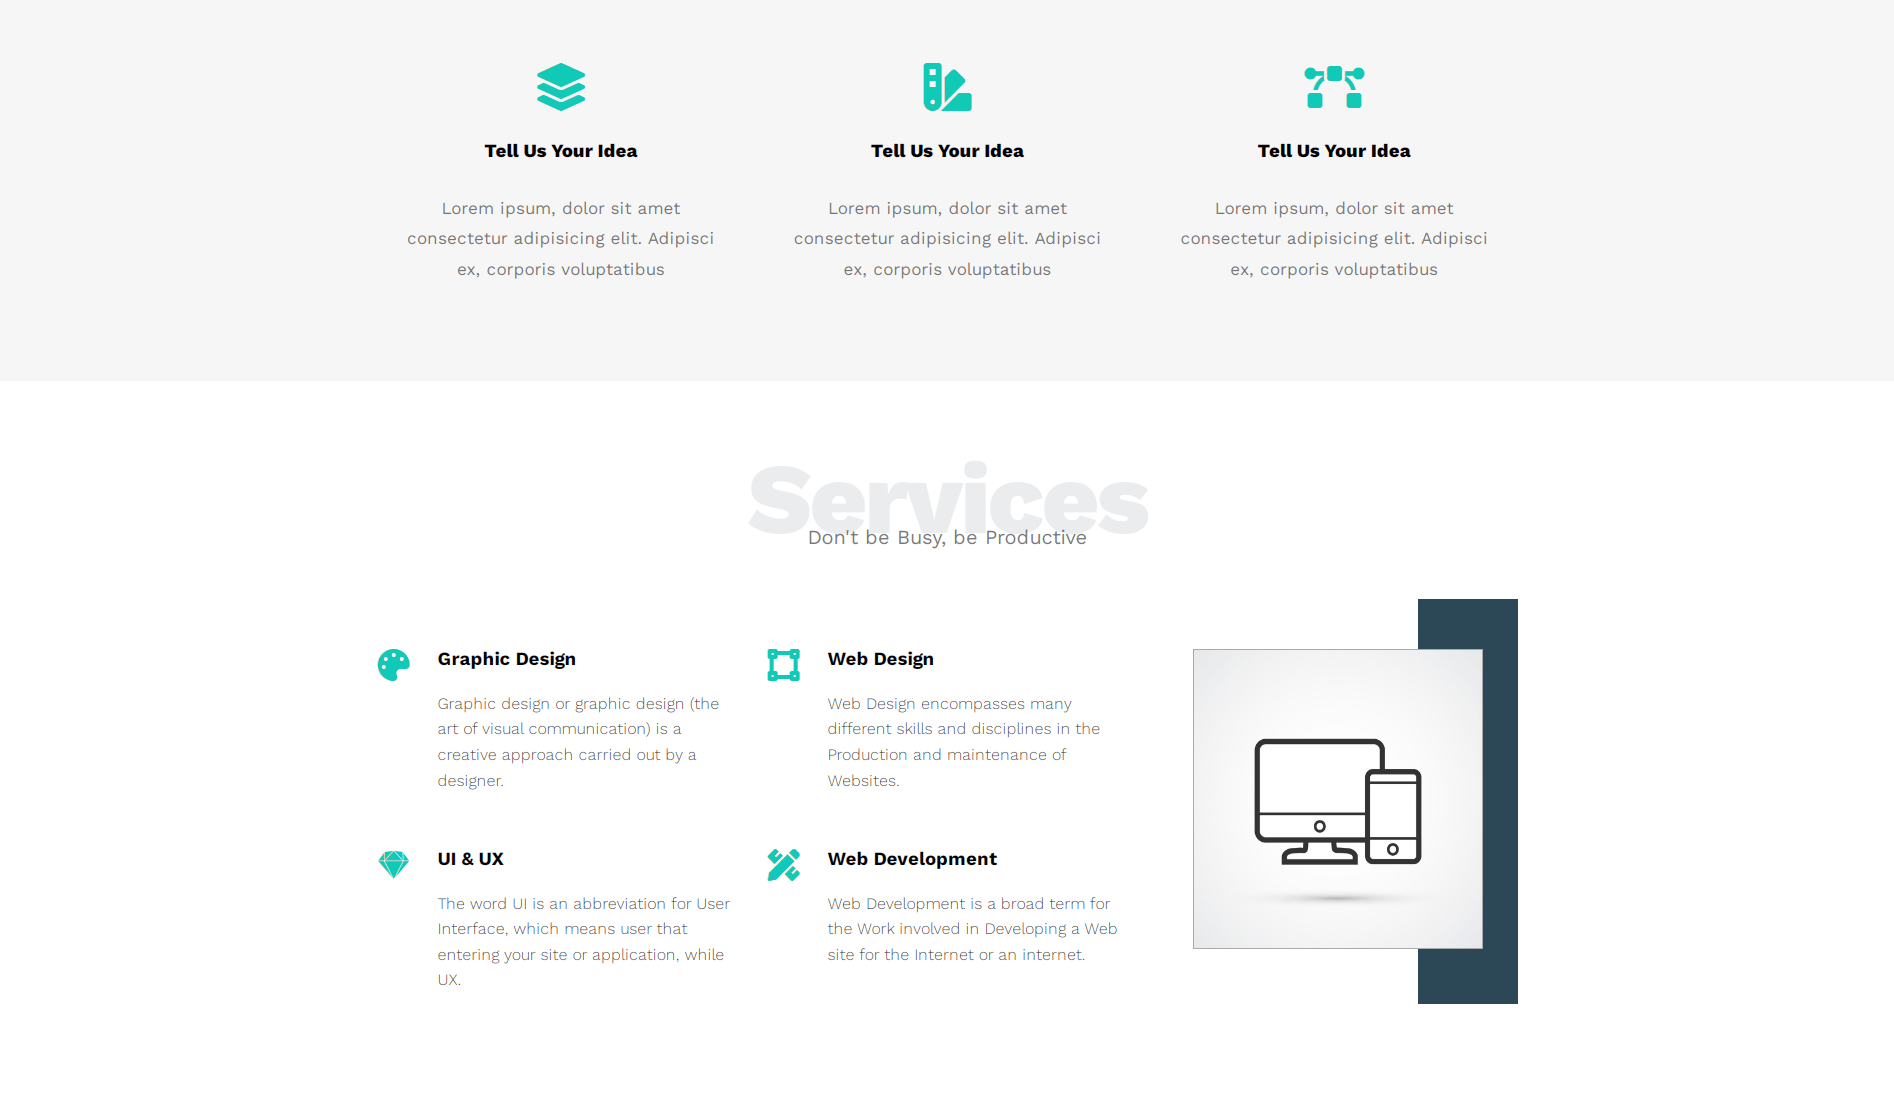 Tell Us Your Idea
Lorem ipsum, dolor sit amet
consectetur adipisicing elit. Adipisci
ex, corporis voluptatibus
Tell Us Your Idea
Lorem ipsum, dolor sit amet
consectetur adipisicing elit. Adipisci
ex, corporis voluptatibus
Tell Us Your Idea
Lorem ipsum, dolor sit amet
consectetur adipisicing elit. Adipisci
ex, corporis voluptatibus
Services
Don't be Busy, be Productive
Graphic Design
Graphic design or graphic design (the
art of visual communication) is a
creative approach carried out by a
designer.
Web Design
Web Design encompasses many
different skills and disciplines in the
Production and maintenance of
Websites.
UI & UX
The word UI is an abbreviation for User
Interface, which means user that
entering your site or application, while
UX.
Web Development
Web Development is a broad term for
the Work involved in Developing a Web
site for the Internet or an internet.